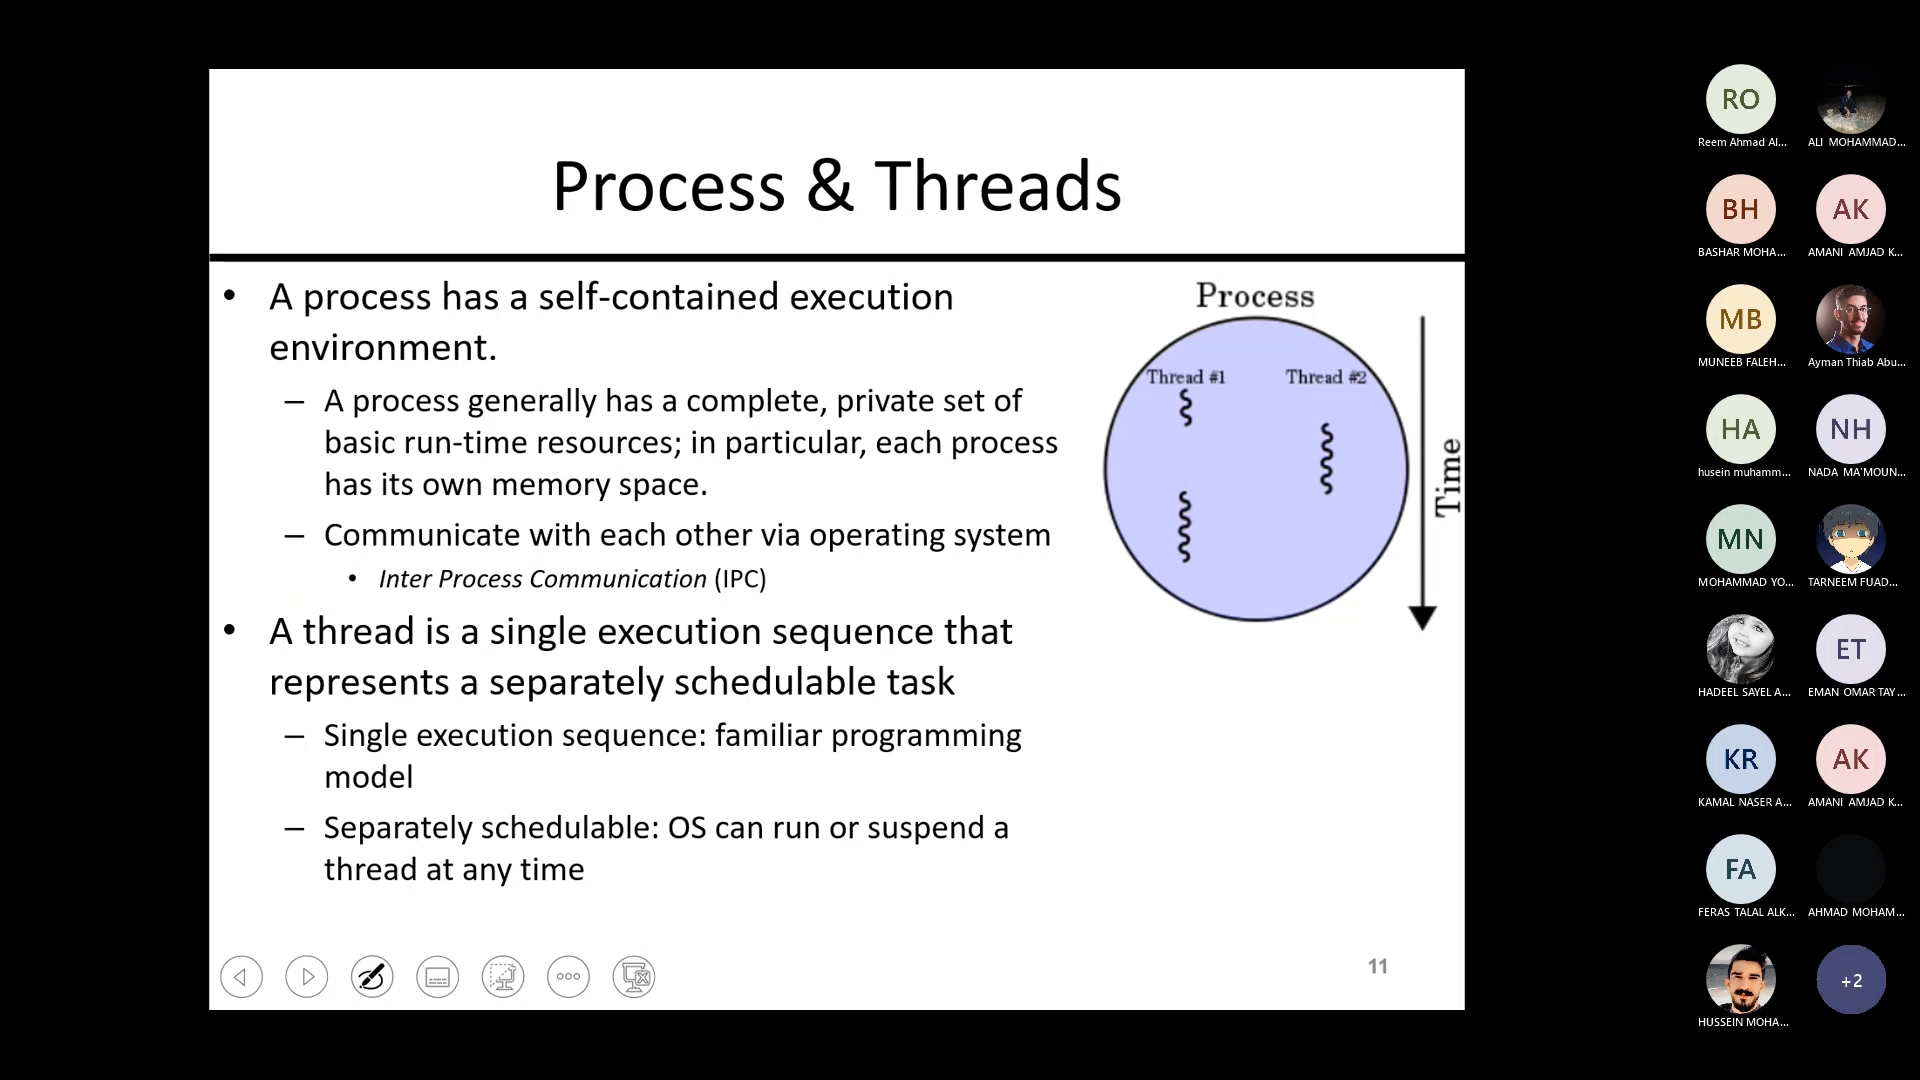 Process & Threads
• A process has a self-contained execution
environment.
– A process generally has a complete, private set of
basic run-time resources; in particular, each process
has its own memory space.
– Communicate with each other via operating system
• Inter Process Communication (IPC)
• A thread is a single execution sequence that
represents a separately schedulable task
– Single execution sequence: familiar programming
model
– Separately schedulable: OS can run or suspend a
thread at any time
Process
Thread #1 Thread #2
Time
11
RO
Reem Ahmad Al... ALI MOHAMMAD...
BH AK
BASHAR MOHA... AMANI AMJAD K...
MB
MUNEEB FALEH... Ayman Thiab Abu...
HA NH
husein muhamm... NADA MA'MOUN...
MN
MOHAMMAD YO... TARNEEM FUAD...
ET
HADEEL SAYEL A... EMAN OMAR TAY...
KR AK
KAMAL NASER A... AMANI AMJAD K...
FA
FERAS TALAL ALK... AHMAD MOHAM...
+2
HUSSEIN MOHA...